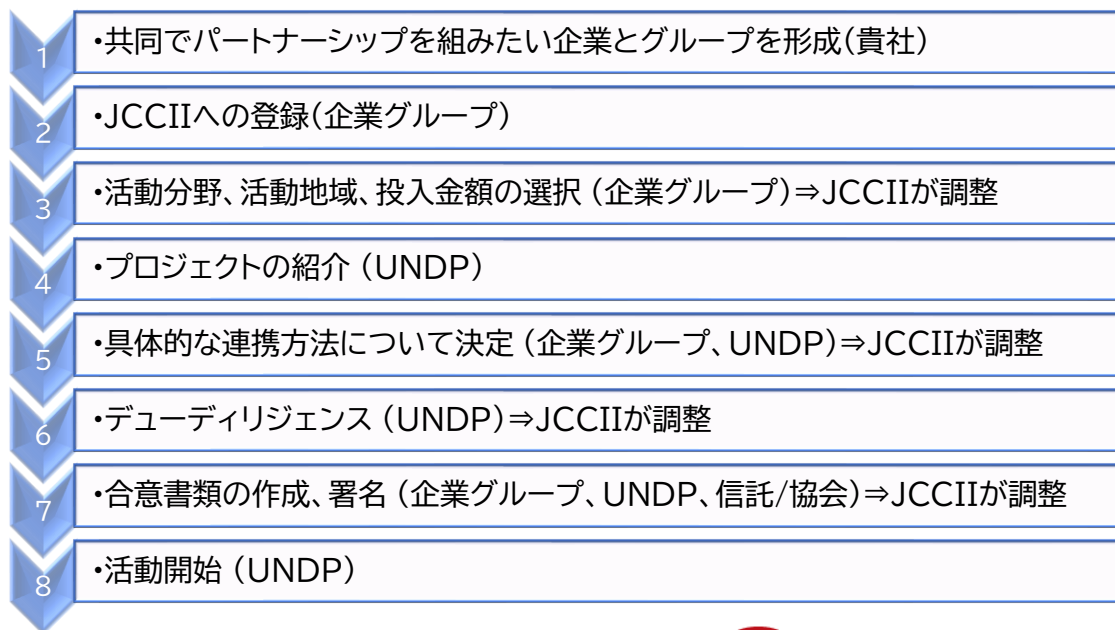 1
・共同でパートナーシップを組みたい企業とグループを形成(貴社)
2
・JCCIIへの登録(企業グループ)
3
・活動分野、活動地域、投入金額の選択 (企業グループ)⇒JCCIIが調整
4
・プロジェクトの紹介 (UNDP)
5
・具体的な連携方法について決定 (企業グループ、UNDP)⇒JCCIIが調整
6
・デューディリジェンス (UNDP)⇒JCCIIが調整
7
・合意書類の作成、署名 (企業グループ、UNDP、信託/協会)⇒JCCIIが調整
8
・活動開始 (UNDP)